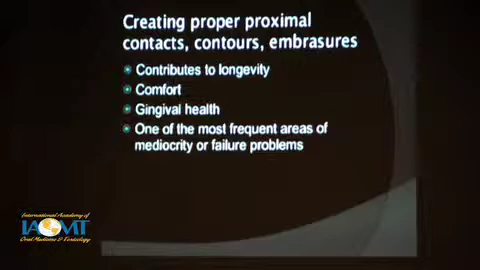 Creating proper proximal
contacts, contours, embrasures
Contributes to longevity
Comfort
Gingival health
One of the most frequent areas of
mediocrity or failure problems
International Academy of
IAOMT
Oral Medicine & Toxicology